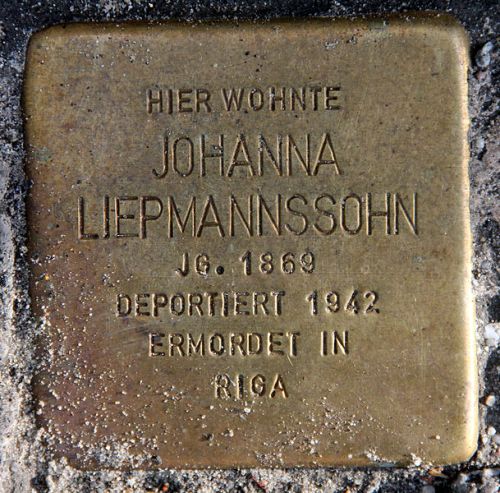 HIER WOHNTE
JOHANNA
LIEPMANNSSOHN
JG. 1869
DEPORTIERT 1942
ERMORDET IN
RIGA